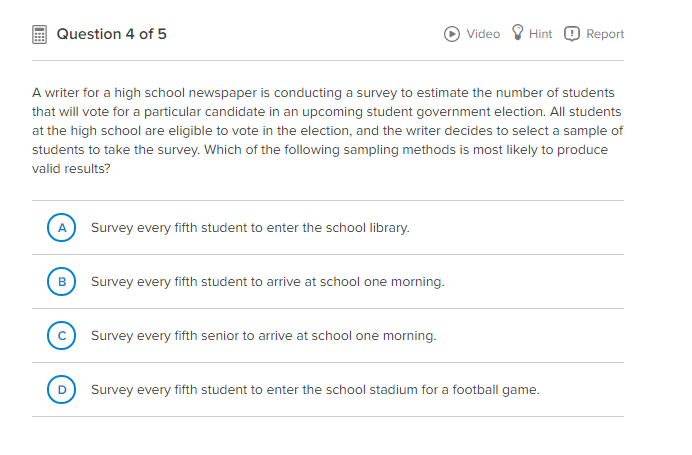 Question 4 of 5
Video Hint Report
A writer for a high school newspaper is conducting a survey to estimate the number of students
that will vote for a particular candidate in an upcoming student government election. All students
at the high school are eligible to vote in the election, and the writer decides to select a sample of
students to take the survey. Which of the following sampling methods is most likely to produce
valid results?
A Survey every fifth student to enter the school library.
B Survey every fifth student to arrive at school one morning.
C Survey every fifth senior to arrive at school one morning.
D Survey every fifth student to enter the school stadium for a football game.